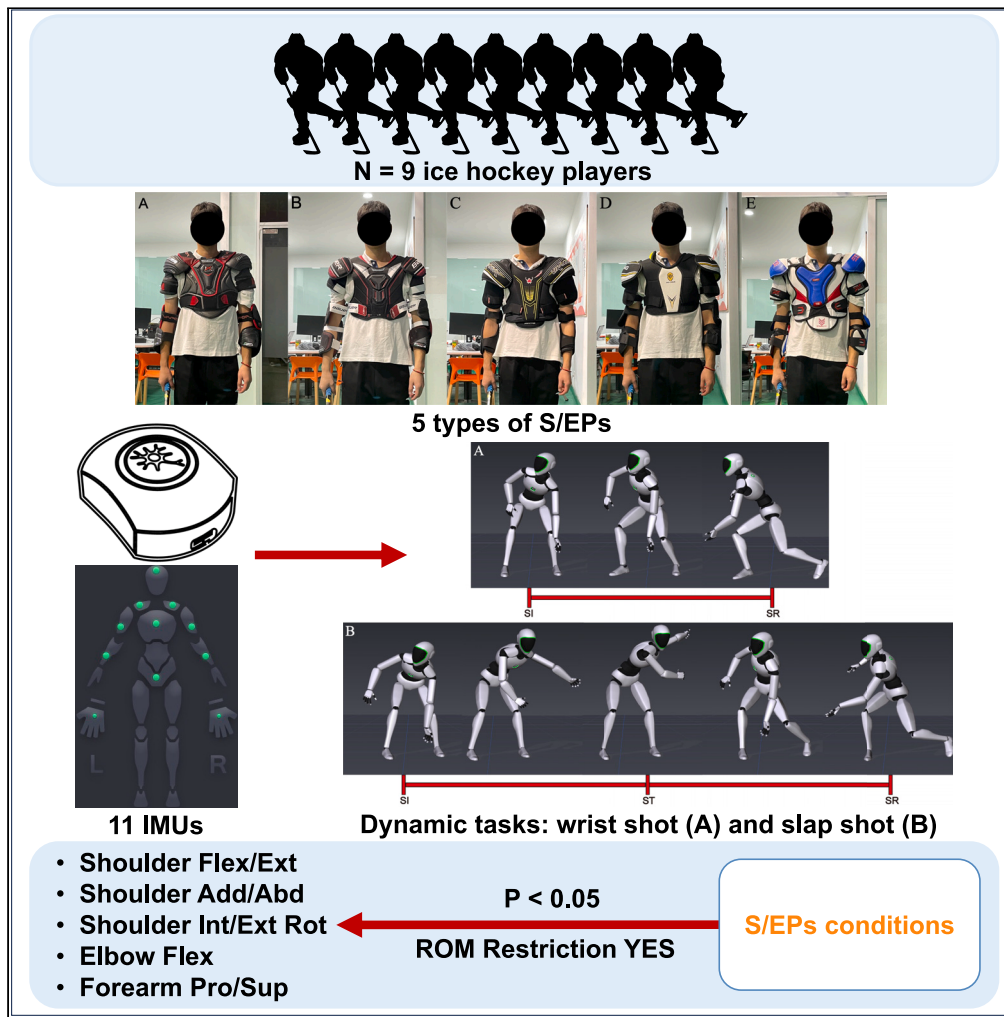 N = 9 ice hockey players
A
B
C
D
E
5 types of S/EPs
A
SI
SR
B
L
R
SI
ST
SR
11 IMUs
Dynamic tasks: wrist shot (A) and slap shot (B)
• Shoulder Flex/Ext
• Shoulder Add/Abd
• Shoulder Int/Ext Rot
• Elbow Flex
• Forearm Pro/Sup
P < 0.05
ROM Restriction YES
S/EPs conditions